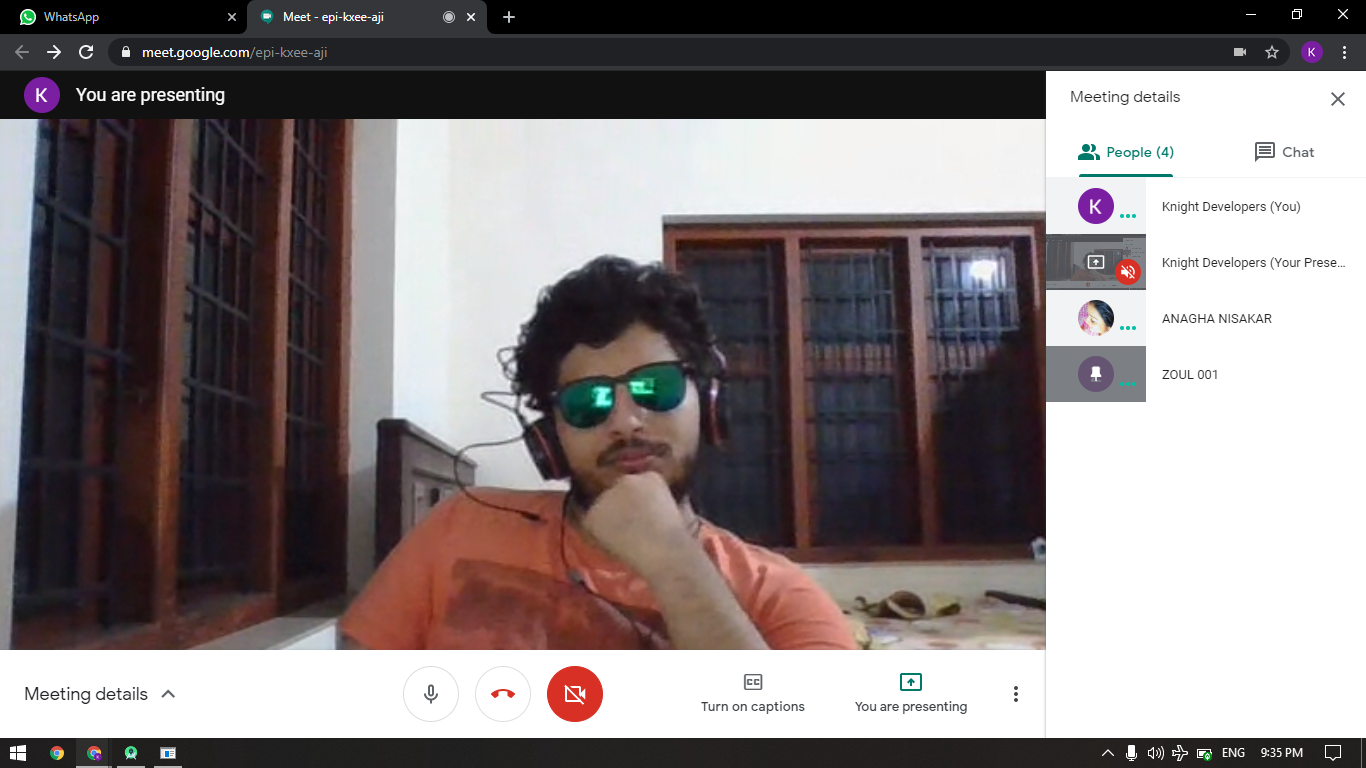 WhatsApp
Meet - epi-kxee-aji
meet.google.com/epi-kxee-aji
K
K
You are presenting
Meeting details
People (4)
Chat
K
Knight Developers (You)
Knight Developers (Your Prese...
ANAGHA NISAKAR
ZOUL 001
Meeting details
CC
Turn on captions
You are presenting
ENG
9:35 PM